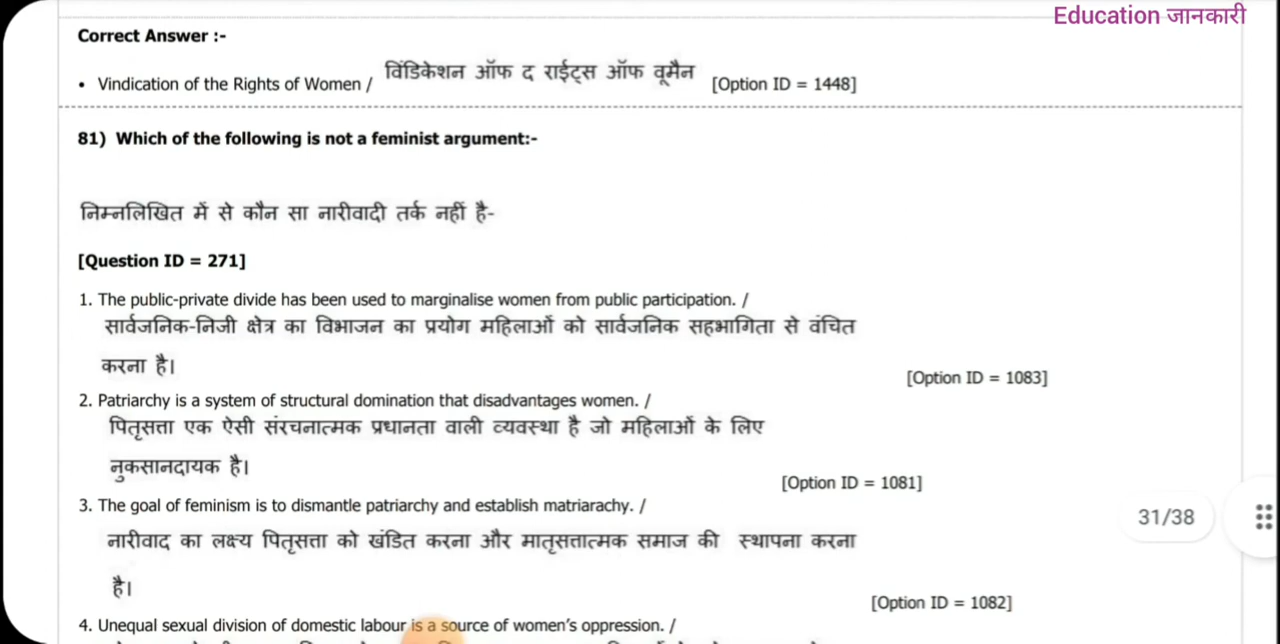 Education जानकारी
Correct Answer :-
• Vindication of the Rights of Women / विंडिकेशन ऑफ द राईट्स ऑफ वूमैन [Option ID = 1448]
81) Which of the following is not a feminist argument:-
निम्नलिखित में से कौन सा नारीवादी तर्क नहीं है-
[Question ID = 271]
1. The public-private divide has been used to marginalise women from public participation. /
सार्वजनिक-निजी क्षेत्र का विभाजन का प्रयोग महिलाओं को सार्वजनिक सहभागिता से वंचित
करना है।
[Option ID = 1083]
2. Patriarchy is a system of structural domination that disadvantages women. /
पितृसत्ता एक ऐसी संरचनात्मक प्रधानता वाली व्यवस्था है जो महिलाओं के लिए
नुकसानदायक है।
[Option ID = 1081]
3. The goal of feminism is to dismantle patriarchy and establish matriarachy. /
31/38
नारीवाद का लक्ष्य पितृसत्ता को खंडित करना और मातृसत्तात्मक समाज की स्थापना करना
है।
[Option ID = 1082]
4. Unequal sexual division of domestic labour is a source of women's oppression. /